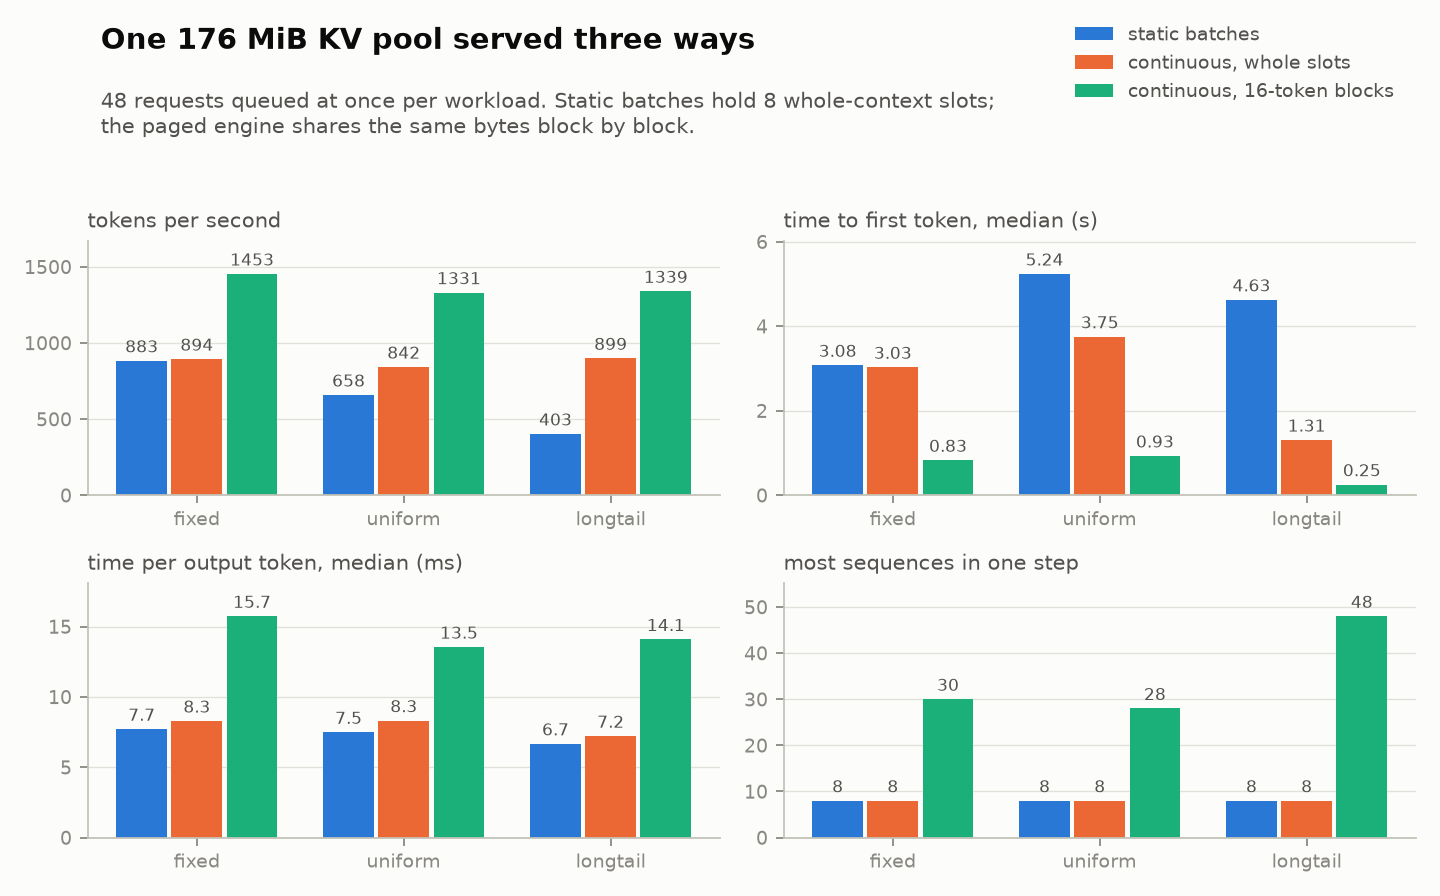 One 176 MiB KV pool served three ways
48 requests queued at once per workload. Static batches hold 8 whole-context slots;
the paged engine shares the same bytes block by block.
static batches
continuous, whole slots
continuous, 16-token blocks
tokens per second
1500
1000
500
0
883
894
1453
658
842
1331
403
899
1339
fixed
uniform
longtail
time to first token, median (s)
6
4
2
0
3.08
3.03
0.83
5.24
3.75
0.93
4.63
1.31
0.25
fixed
uniform
longtail
time per output token, median (ms)
15
10
5
0
7.7
8.3
15.7
7.5
8.3
13.5
6.7
7.2
14.1
fixed
uniform
longtail
most sequences in one step
50
40
30
20
10
0
8
8
30
8
8
28
8
8
48
fixed
uniform
longtail